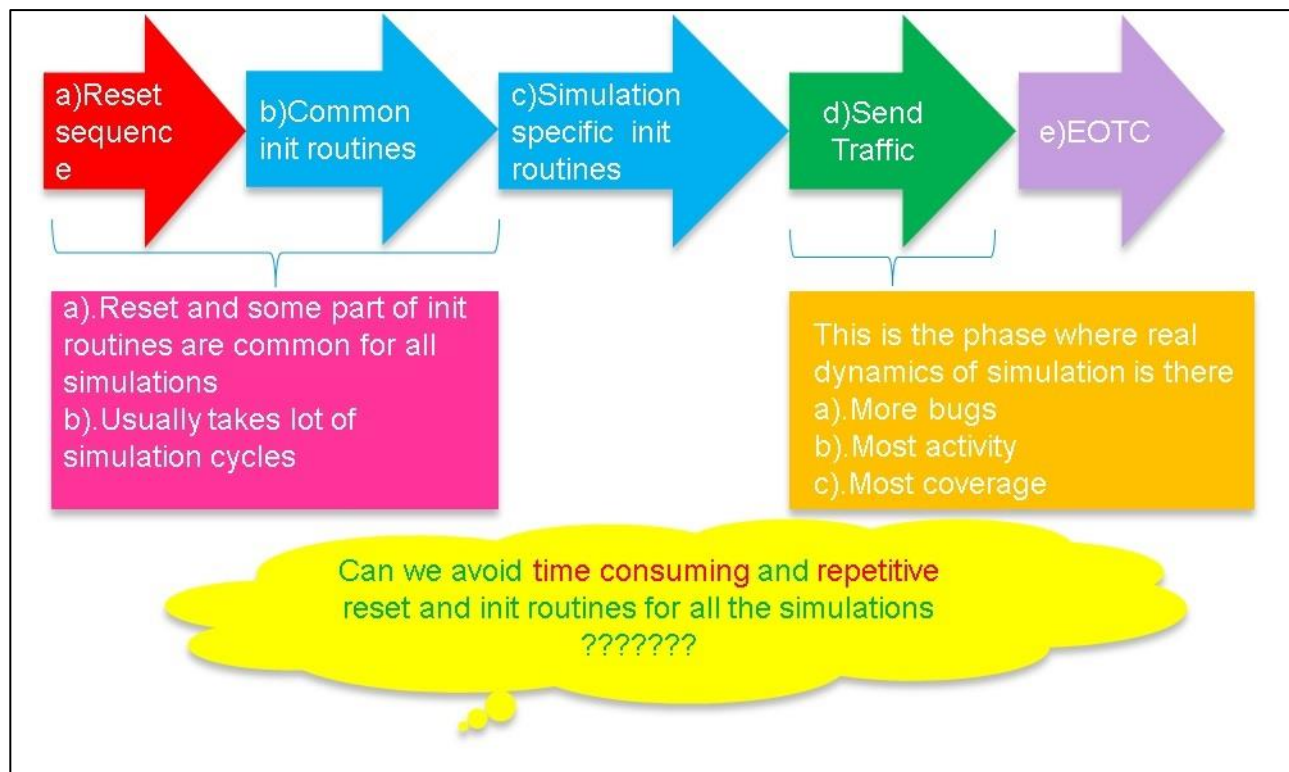 a)Reset
sequenc
e
b)Common
init routines
c)Simulation
specific init
routines
d)Send
Traffic
e)EOTC
a).Reset and some part of init
routines are common for all
simulations
b).Usually takes lot of
simulation cycles
This is the phase where real
dynamics of simulation is there
a).More bugs
b).Most activity
c).Most coverage
Can we avoid time consuming and repetitive
reset and init routines for all the simulations
???????